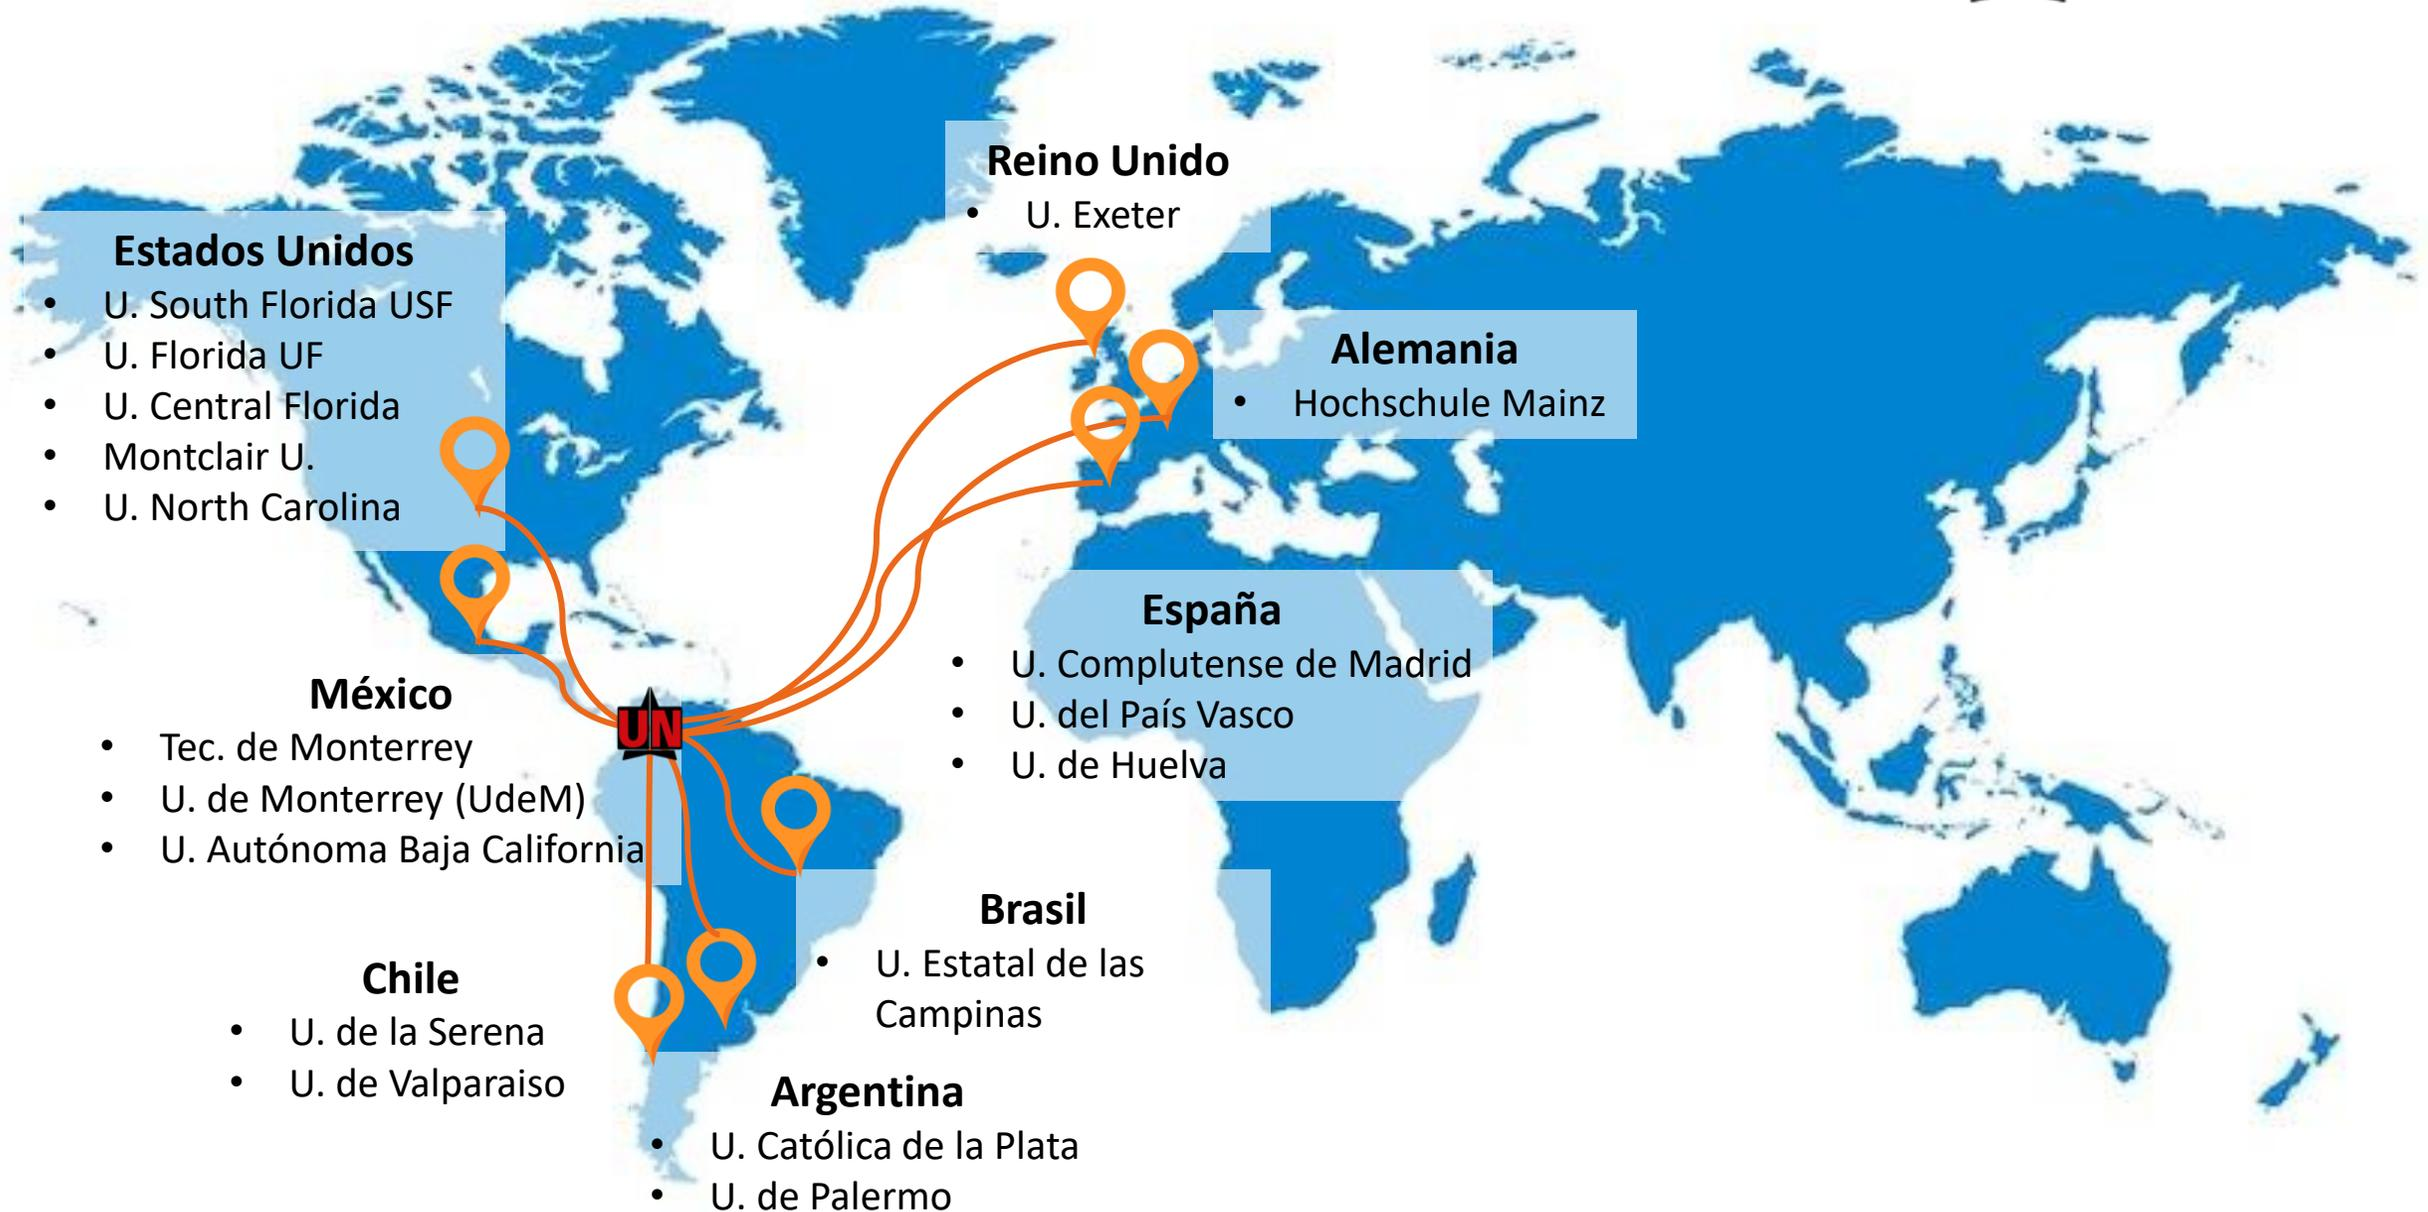 Reino Unido
• U. Exeter
Estados Unidos
• U. South Florida USF
• U. Florida UF
• U. Central Florida
• Montclair U.
• U. North Carolina
Alemania
• Hochschule Mainz
España
• U. Complutense de Madrid
• U. del País Vasco
• U. de Huelva
México
• Tec. de Monterrey
• U. de Monterrey (UdeM)
• U. Autónoma Baja California
UN
Brasil
• U. Estatal de las
Campinas
Chile
• U. de la Serena
• U. de Valparaiso
Argentina
• U. Católica de la Plata
• U. de Palermo